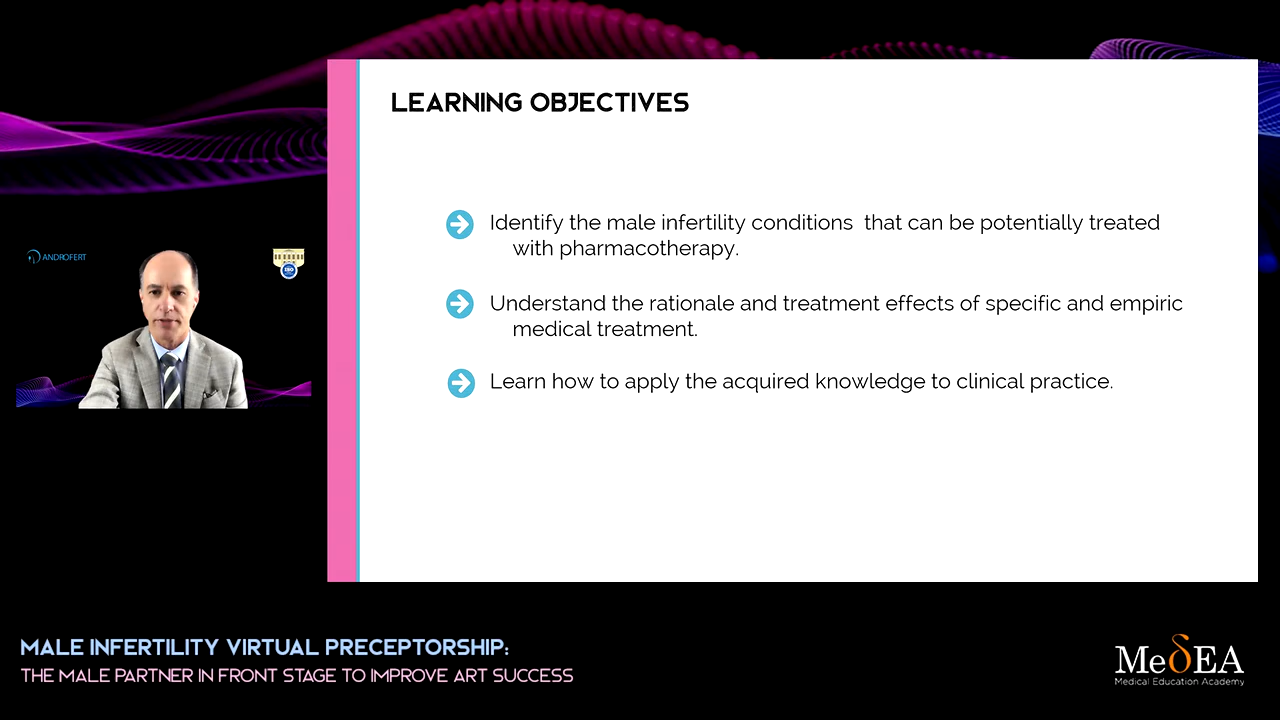 LEARNING OBJECTIVES
Identify the male infertility conditions  that can be potentially treated
with pharmacotherapy.
Understand the rationale and treatment effects of specific and empiric
medical treatment.
Learn how to apply the acquired knowledge to clinical practice.
ANDROFERT
ISO
MALE INFERTILITY VIRTUAL PRECEPTORSHIP:
THE MALE PARTNER IN FRONT STAGE TO IMPROVE ART SUCCESS
MeδEA
Medical Education Academy